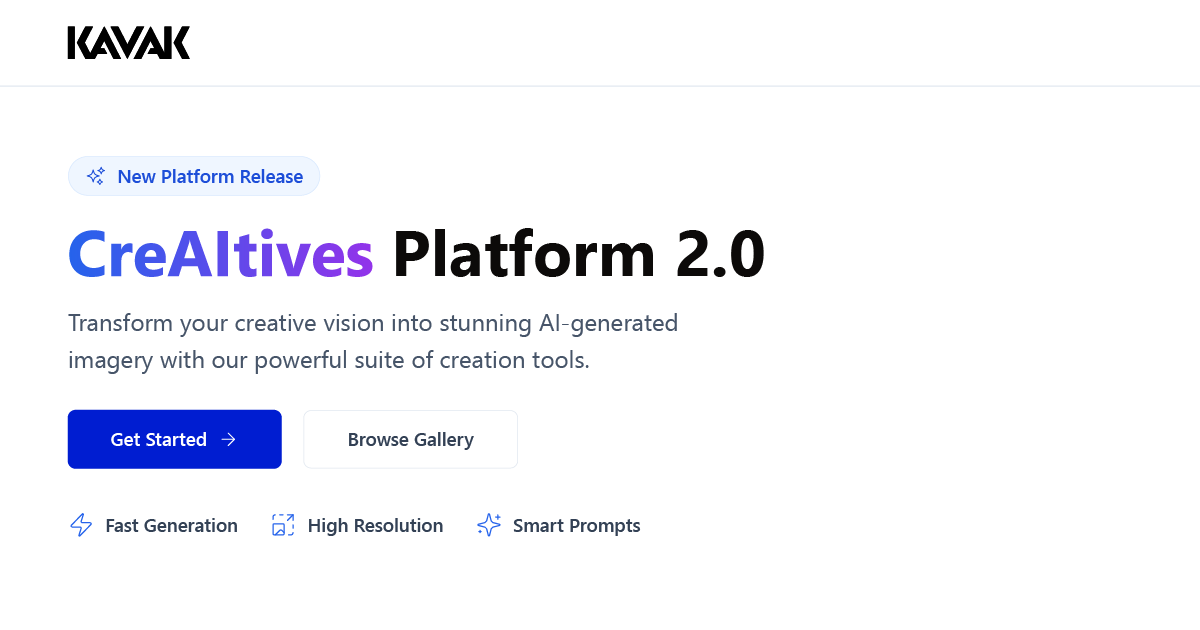 KAVAK
New Platform Release
CreAItives Platform 2.0
Transform your creative vision into stunning AI-generated
imagery with our powerful suite of creation tools.
Get Started
Browse Gallery
Fast Generation
High Resolution
Smart Prompts